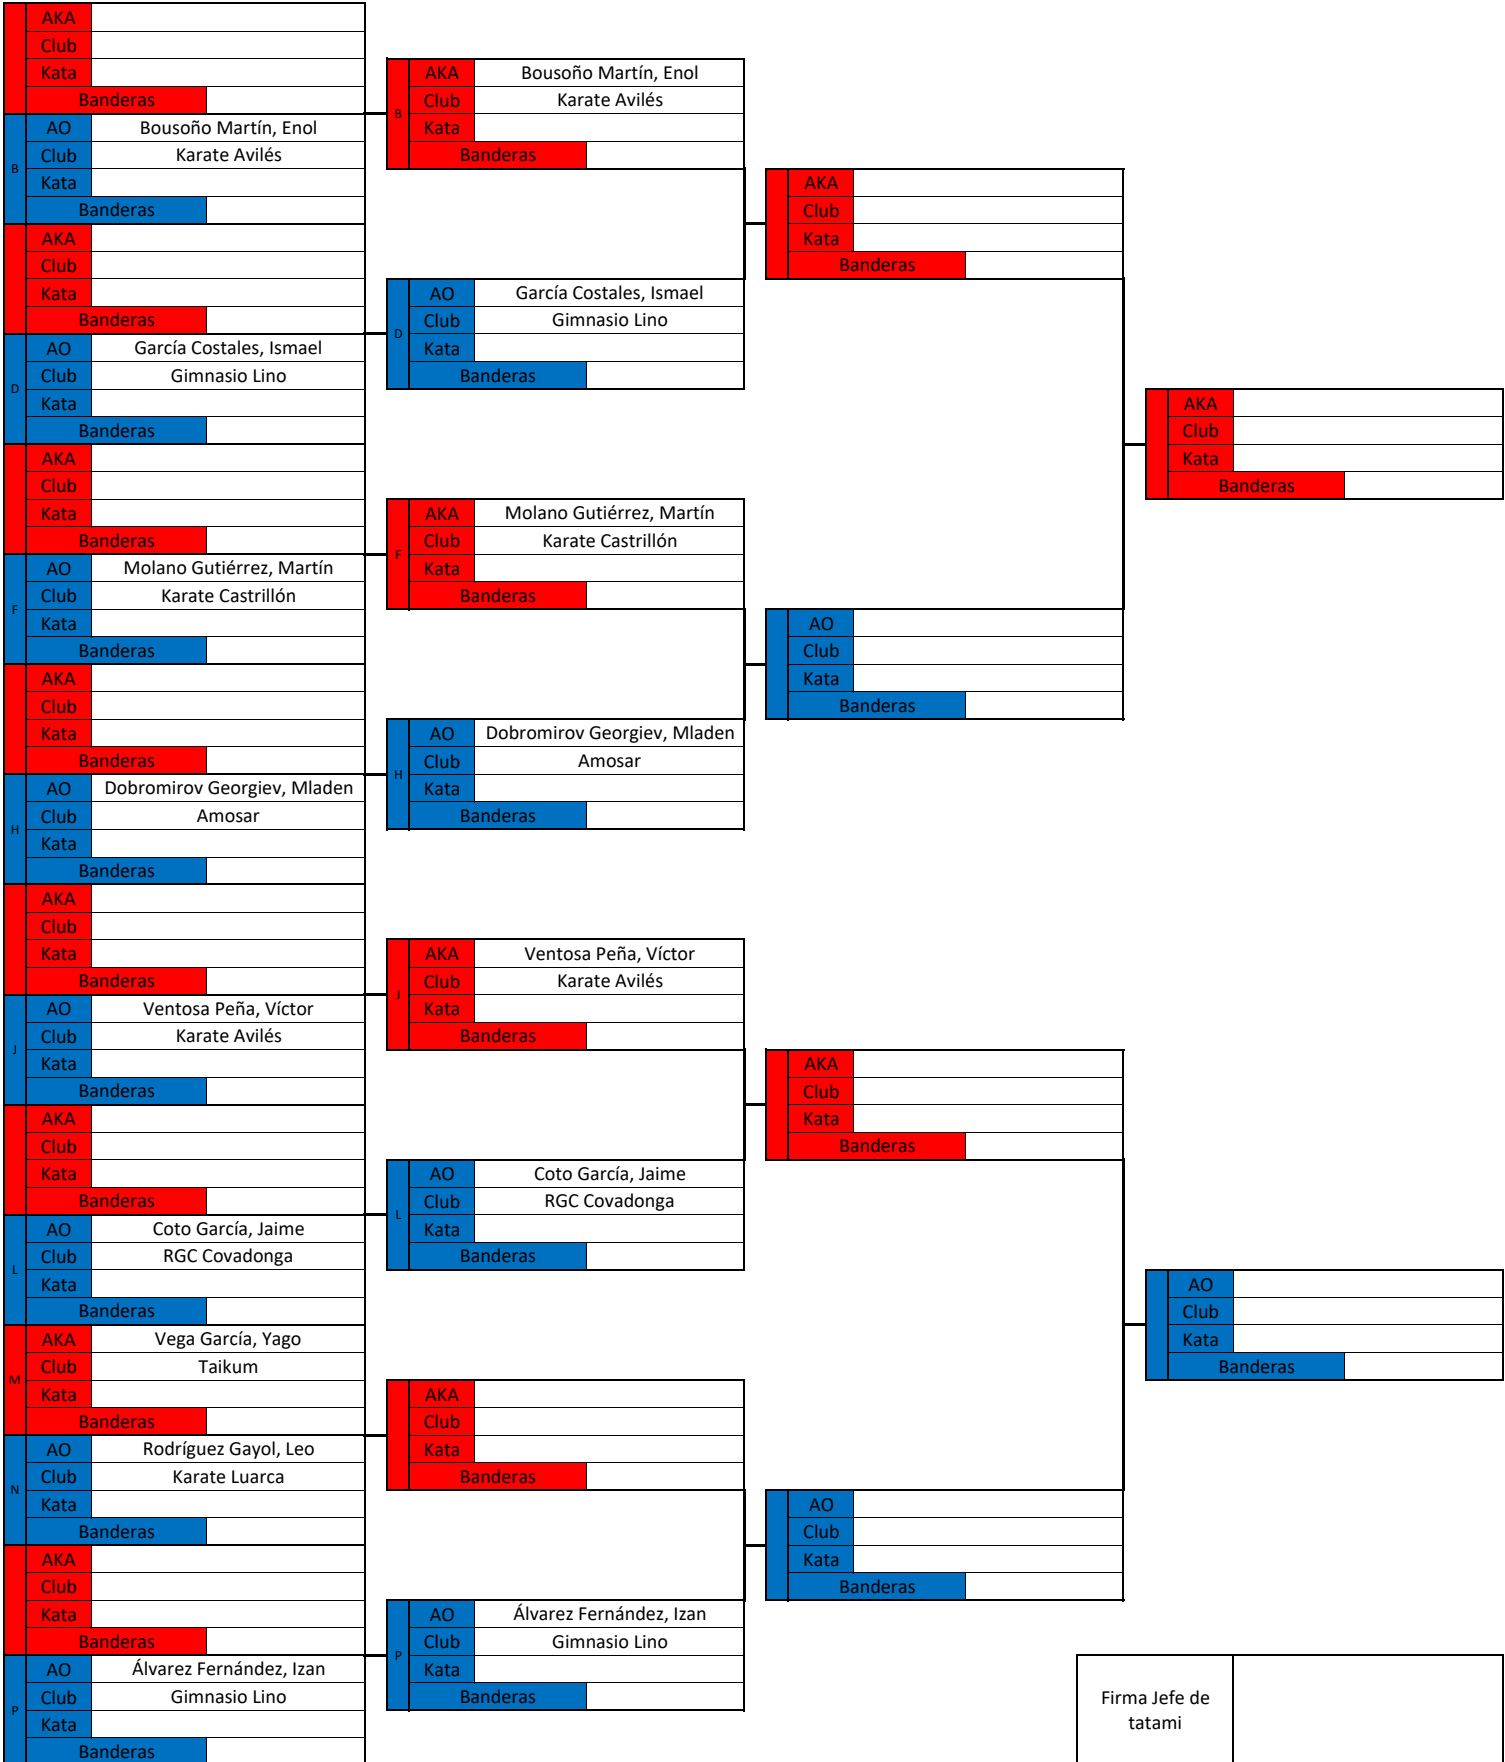 AKA
Club
Kata
Banderas
B
AO Bousoño Martín, Enol
Club Karate Avilés
Kata
Banderas
AKA
Club
Kata
Banderas
D
AO García Costales, Ismael
Club Gimnasio Lino
Kata
Banderas
AKA
Club
Kata
Banderas
F
AO Molano Gutiérrez, Martín
Club Karate Castrillón
Kata
Banderas
AKA
Club
Kata
Banderas
H
AO Dobromirov Georgiev, Mladen
Club Amosar
Kata
Banderas
AKA
Club
Kata
Banderas
J
AO Ventosa Peña, Víctor
Club Karate Avilés
Kata
Banderas
AKA
Club
Kata
Banderas
L
AO Coto García, Jaime
Club RGC Covadonga
Kata
Banderas
M
AKA Vega García, Yago
Club Taikum
Kata
Banderas
N
AO Rodríguez Gayol, Leo
Club Karate Luarca
Kata
Banderas
AKA
Club
Kata
Banderas
P
AO Álvarez Fernández, Izan
Club Gimnasio Lino
Kata
Banderas
B
AKA Bousoño Martín, Enol
Club Karate Avilés
Kata
Banderas
D
AO García Costales, Ismael
Club Gimnasio Lino
Kata
Banderas
F
AKA Molano Gutiérrez, Martín
Club Karate Castrillón
Kata
Banderas
H
AO Dobromirov Georgiev, Mladen
Club Amosar
Kata
Banderas
J
AKA Ventosa Peña, Víctor
Club Karate Avilés
Kata
Banderas
L
AO Coto García, Jaime
Club RGC Covadonga
Kata
Banderas
AKA
Club
Kata
Banderas
P
AO Álvarez Fernández, Izan
Club Gimnasio Lino
Kata
Banderas
AKA
Club
Kata
Banderas
AO
Club
Kata
Banderas
AKA
Club
Kata
Banderas
AO
Club
Kata
Banderas
AKA
Club
Kata
Banderas
AO
Club
Kata
Banderas
Firma Jefe de
tatami